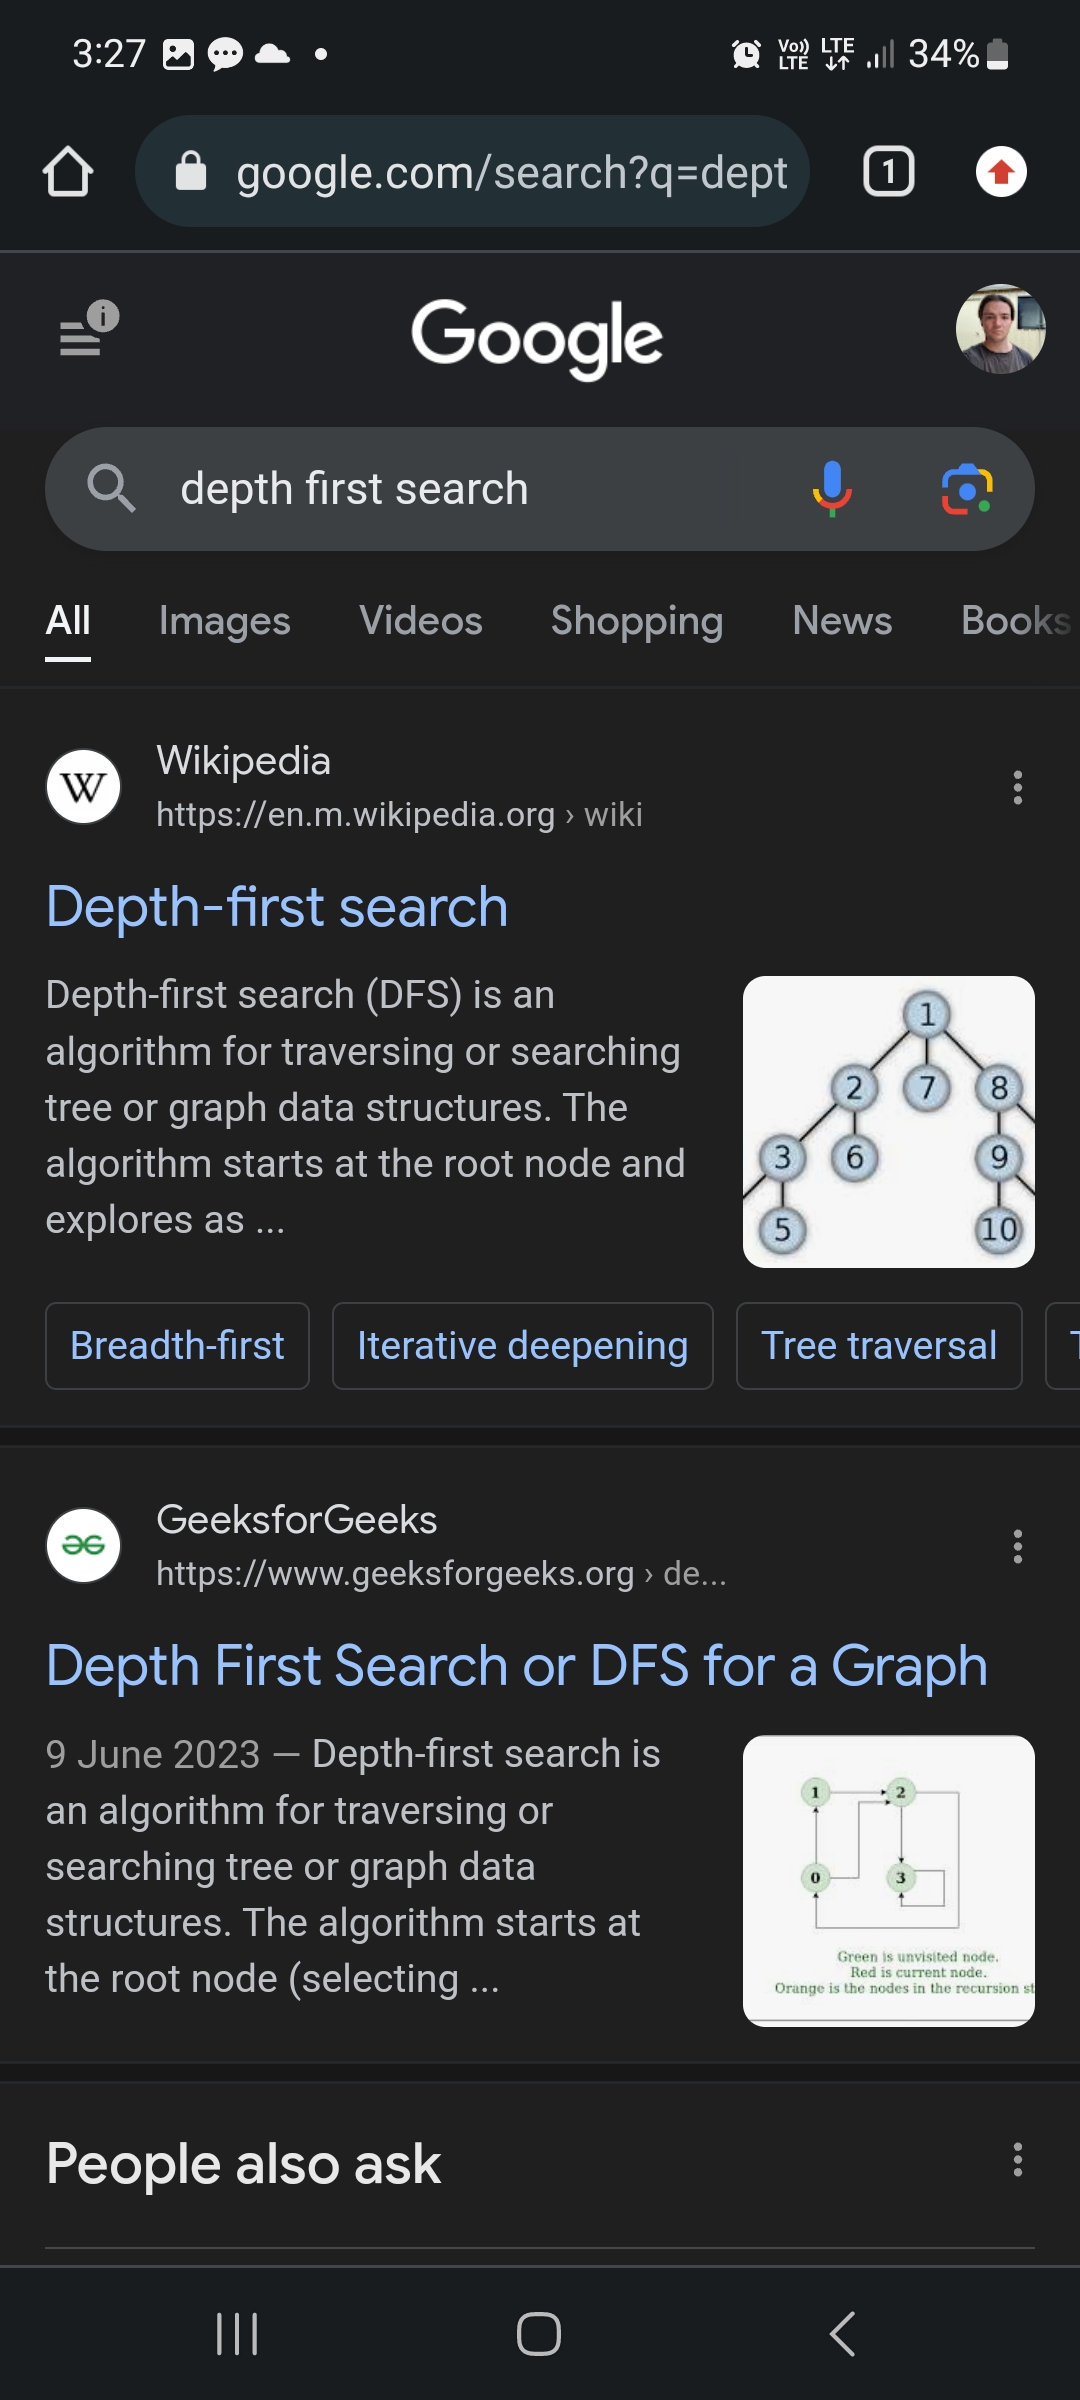 3:27
Vo)) LTE LTE 34%
google.com/search?q=dept
1
Google
depth first search
All Images Videos Shopping News Books
W
Wikipedia
https://en.m.wikipedia.org › wiki
Depth-first search
Depth-first search (DFS) is an
algorithm for traversing or searching
tree or graph data structures. The
algorithm starts at the root node and
explores as ...
1
2 7 8
3 6 9
5 10
Breadth-first Iterative deepening Tree traversal T
GeeksforGeeks
https://www.geeksforgeeks.org › de...
Depth First Search or DFS for a Graph
9 June 2023 — Depth-first search is
an algorithm for traversing or
searching tree or graph data
structures. The algorithm starts at
the root node (selecting ...
1 2
0 3
Green is unvisited node.
Red is current node.
Orange is the nodes in the recursion st
People also ask